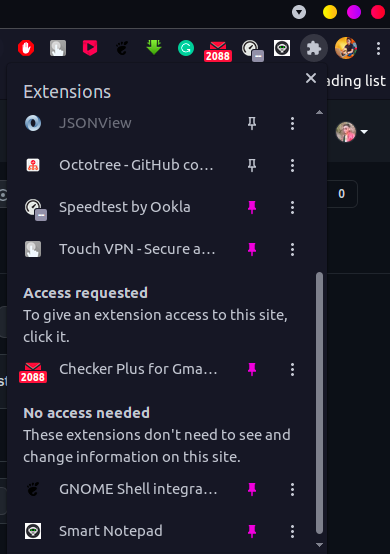 2088
ading list
Extensions
JSONView
Octotree - GitHub co...
0
Speedtest by Ookla
Touch VPN - Secure a...
Access requested
To give an extension access to this site,
click it.
2088
Checker Plus for Gma...
No access needed
These extensions don't need to see and
change information on this site.
GNOME Shell integra...
Smart Notepad